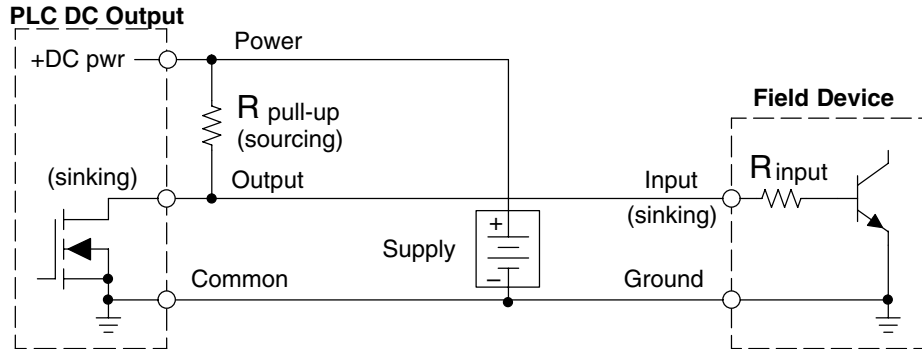 PLC DC Output
Power
+DC pwr
R pull-up
(sourcing)
Field Device
(sinking)
Output
Input
(sinking)
R input
+
Supply
–
Common
Ground